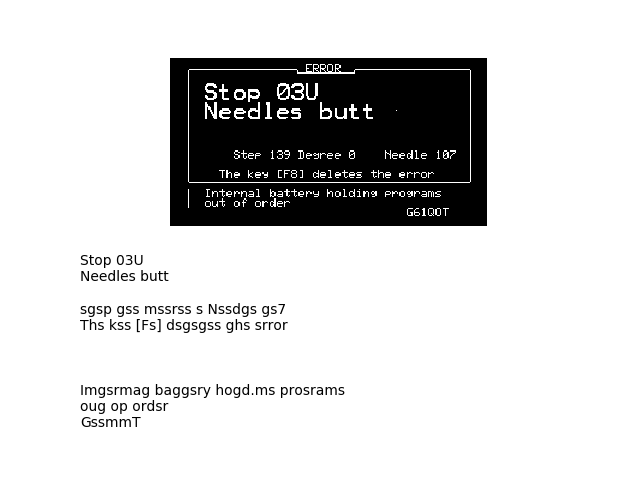 ERROR
Stop 03U
Needles butt
Step 139 Degree 0 Needle 107
The key [F8] deletes the error
Internal battery holding programs
out of order
G61Q0T
Stop 03U
Needles butt
sgsp gss mssrss s Nssdgs gs7
Ths kss [Fs] dsgsgss ghs srror
Imgsrmag baggsry hogd.ms prosrams
oug op ordsr
GssmmT